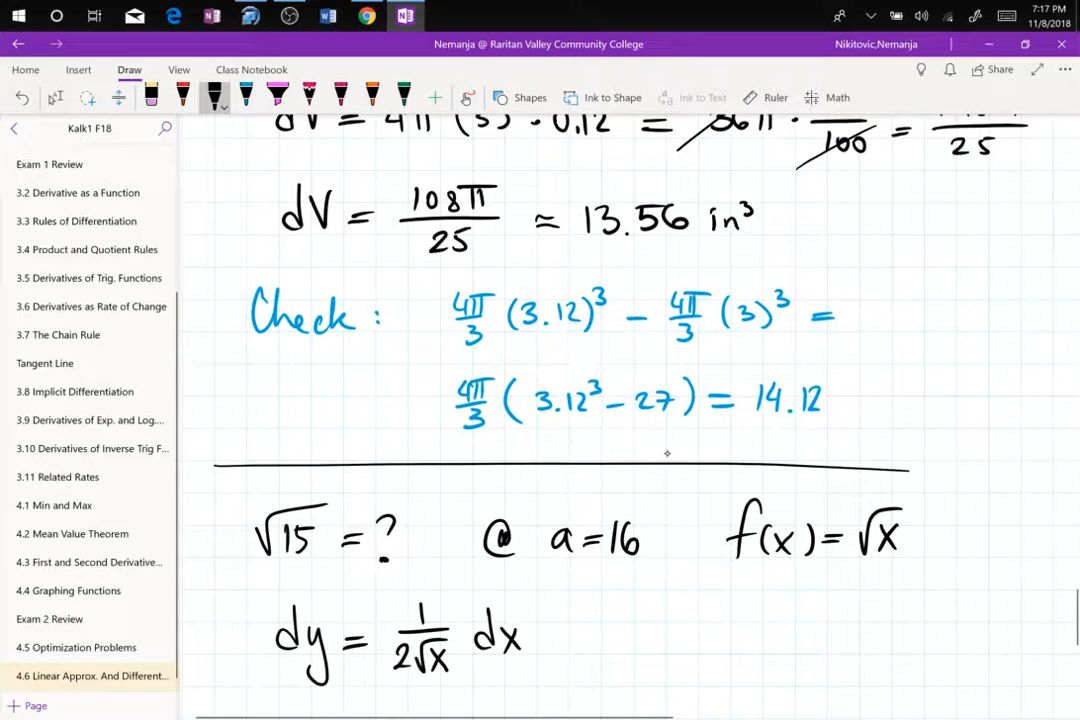 7:17 PM
11/8/2018
Nemanja @ Raritan Valley Community College
Nikitovic,Nemanja
Home Insert Draw View Class Notebook
Share
Shapes Ink to Shape Ink to Text Ruler Math
Kalk1 F18
Exam 1 Review
3.2 Derivative as a Function
3.3 Rules of Differentiation
3.4 Product and Quotient Rules
3.5 Derivatives of Trig. Functions
3.6 Derivatives as Rate of Change
3.7 The Chain Rule
Tangent Line
3.8 Implicit Differentiation
3.9 Derivatives of Exp. and Log....
3.10 Derivatives of Inverse Trig F...
3.11 Related Rates
4.1 Min and Max
4.2 Mean Value Theorem
4.3 First and Second Derivative...
4.4 Graphing Functions
Exam 2 Review
4.5 Optimization Problems
4.6 Linear Approx. And Different...
+ Page
dV = 4π (3) · 0.12 = 36π · /100 = /25
dV = 108π/25 ≈ 13.56 in³
Check: 4π/3 (3.12)³ − 4π/3 (3)³ =
4π/3 ( 3.12³ − 27) = 14.12
√15 = ? @ a=16 f(x) = √x
dy = 1/(2√x) dx